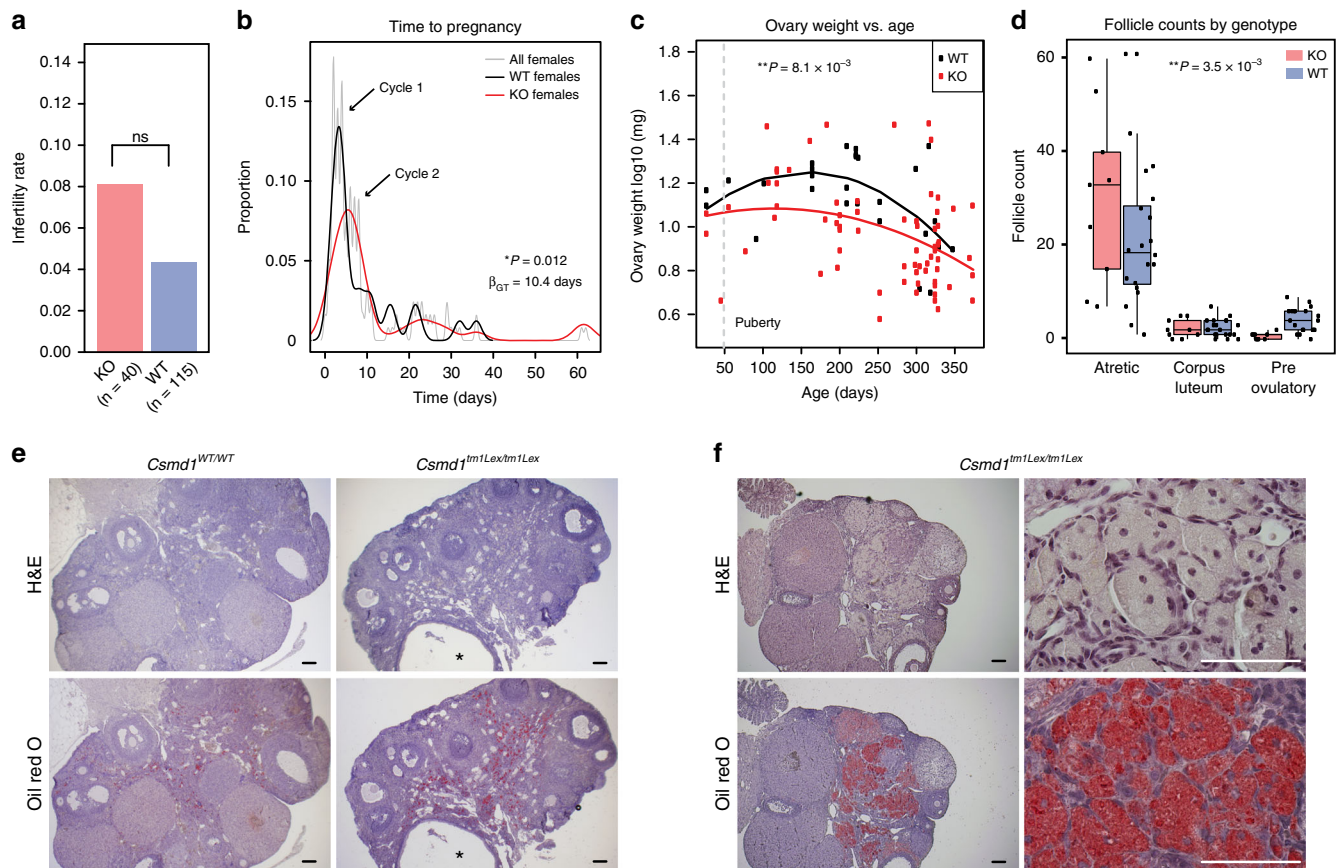 a
Infertility rate
0.14
0.12
0.10
0.08
0.06
0.04
0.02
0.00
ns
KO
(n = 40)
WT
(n = 115)
b
Time to pregnancy
Proportion
0.15
0.10
0.05
0
All females
WT females
KO females
Cycle 1
Cycle 2
*P = 0.012
βGT = 10.4 days
0 10 20 30 40 50 60
Time (days)
c
Ovary weight vs. age
Ovary weight log10 (mg)
1.8
1.6
1.4
1.2
1.0
0.8
0.6
**P = 8.1 × 10⁻³
WT
KO
Puberty
50 100 150 200 250 300 350
Age (days)
d
Follicle counts by genotype
Follicle count
60
40
20
0
**P = 3.5 × 10⁻³
KO
WT
Atretic
Corpus
luteum
Pre
ovulatory
e
Csmd1WT/WT
Csmd1tm1Lex/tm1Lex
H&E
*
Oil red O
*
f
Csmd1tm1Lex/tm1Lex
H&E
Oil red O